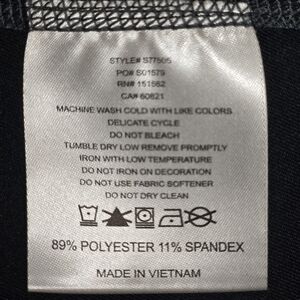 STYLE# S77505
PO# S01579
RN# 151562
CA# 60821
MACHINE WASH COLD WITH LIKE COLORS
DELICATE CYCLE
DO NOT BLEACH
TUMBLE DRY LOW REMOVE PROMPTLY
IRON WITH LOW TEMPERATURE
DO NOT IRON ON DECORATION
DO NOT USE FABRIC SOFTENER
DO NOT DRY CLEAN
89% POLYESTER 11% SPANDEX
MADE IN VIETNAM